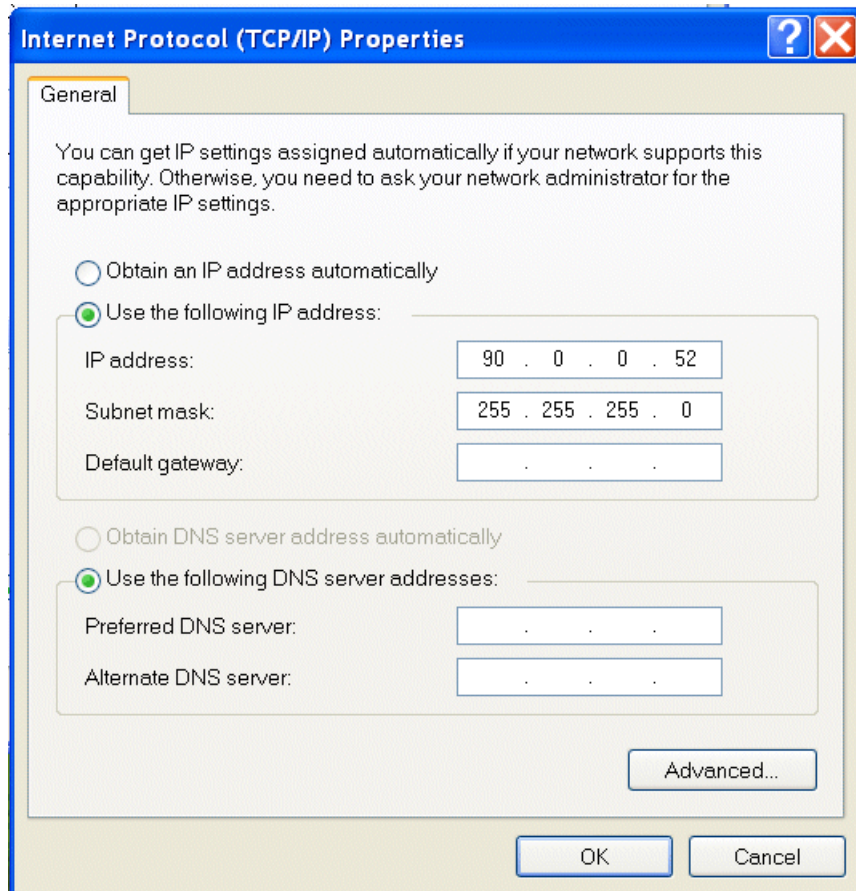 Internet Protocol (TCP/IP) Properties
General
You can get IP settings assigned automatically if your network supports this
capability. Otherwise, you need to ask your network administrator for the
appropriate IP settings.
Obtain an IP address automatically
Use the following IP address:
IP address: 90 . 0 . 0 . 52
Subnet mask: 255 . 255 . 255 . 0
Default gateway: . . .
Obtain DNS server address automatically
Use the following DNS server addresses:
Preferred DNS server: . . .
Alternate DNS server: . . .
Advanced...
OK Cancel